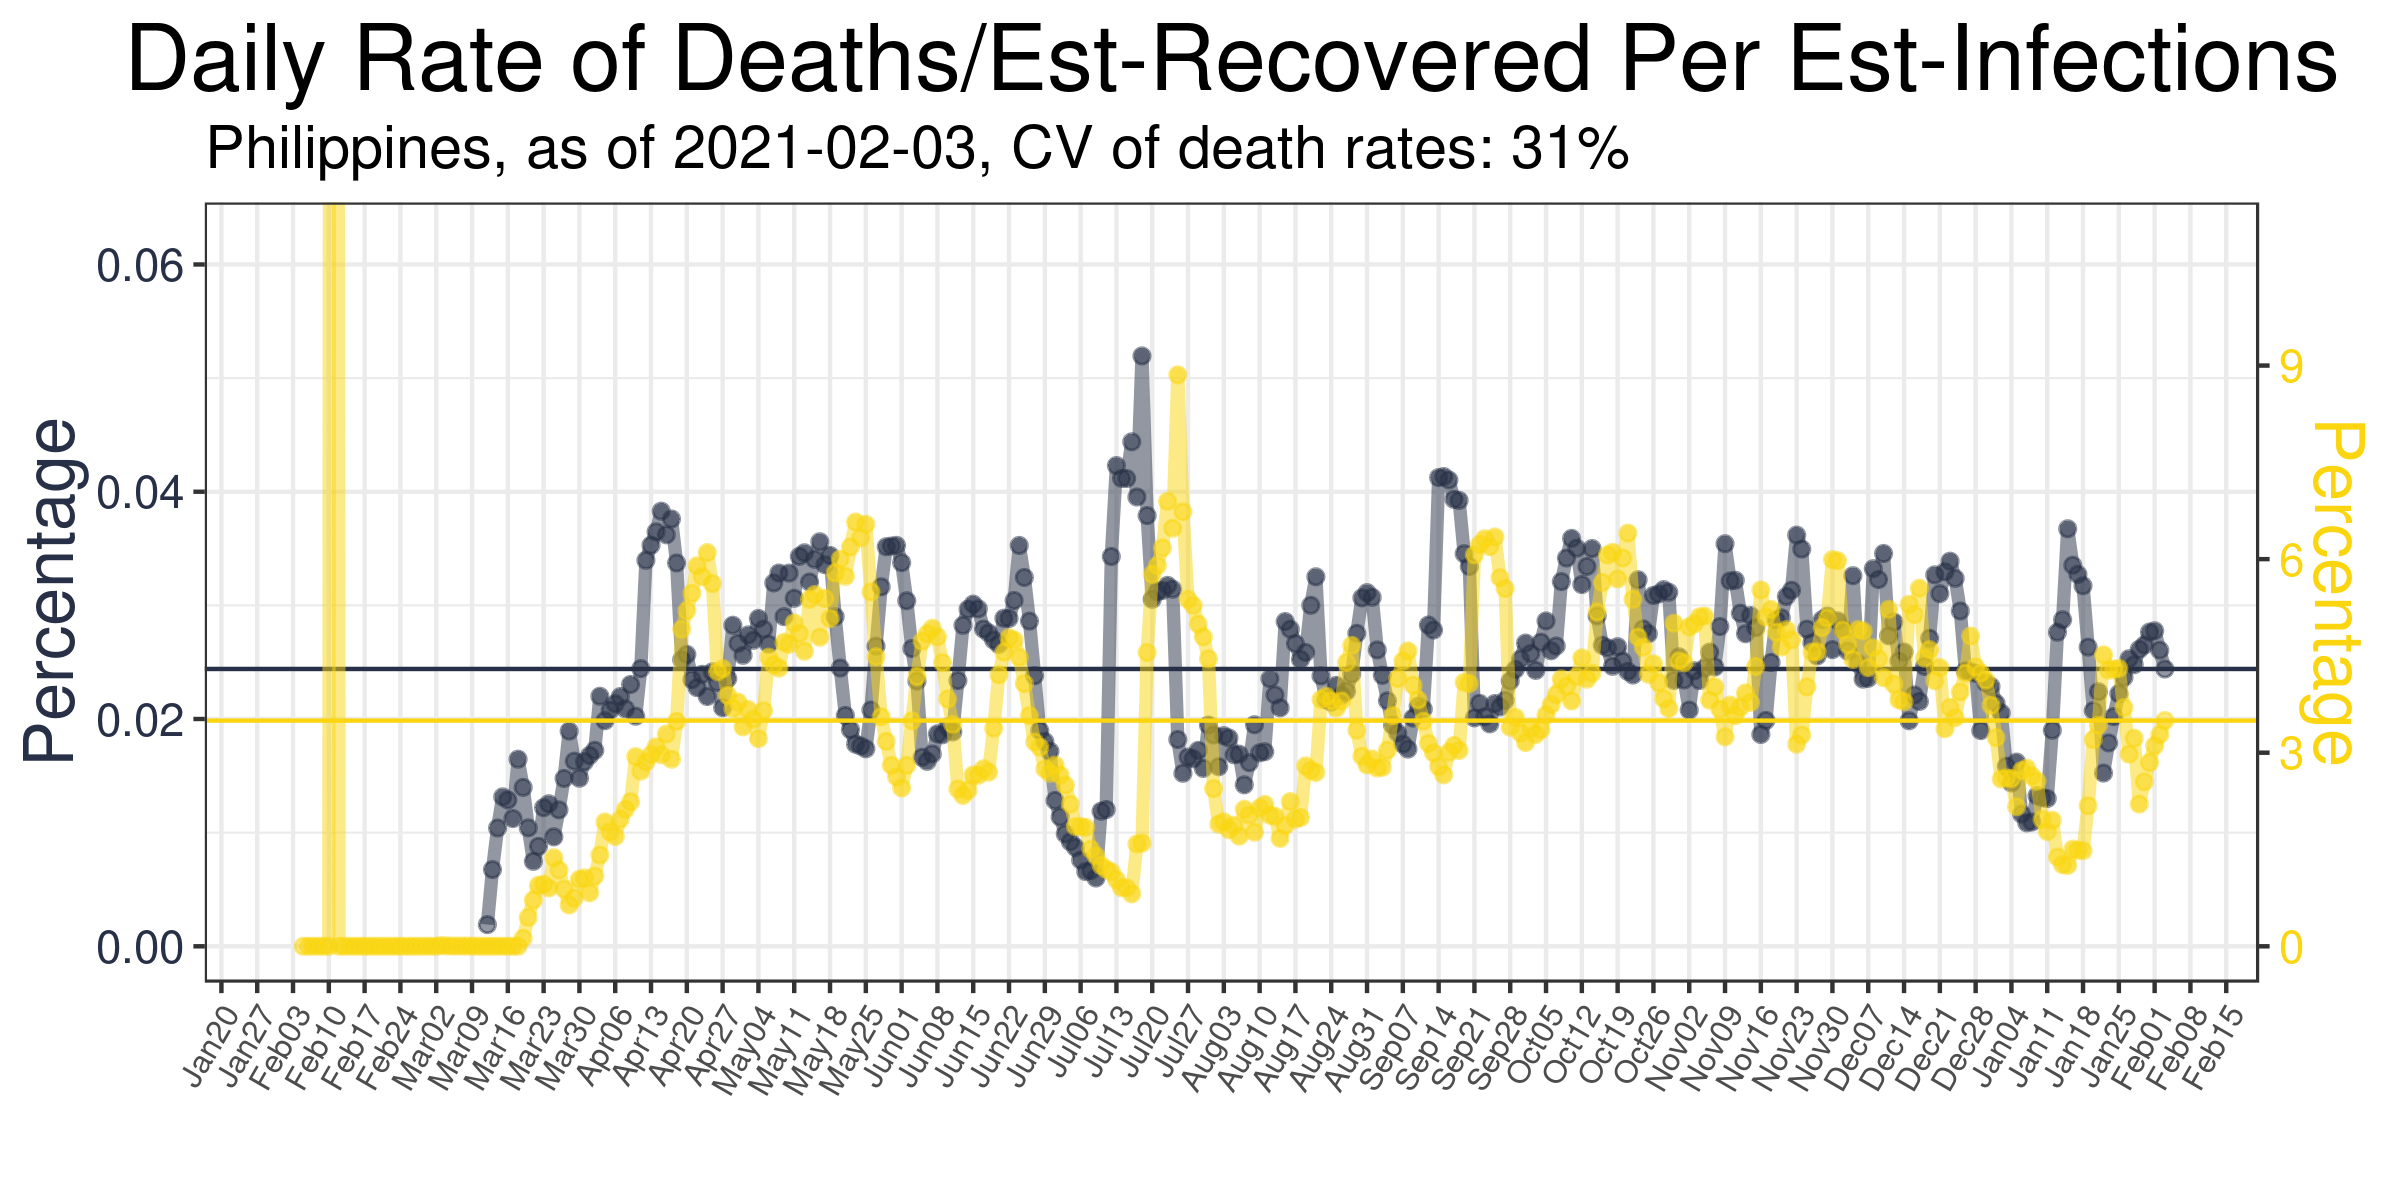 Daily Rate of Deaths/Est-Recovered Per Est-Infections
Philippines, as of 2021-02-03, CV of death rates: 31%
Percentage
0.06
0.04
0.02
0.00
9
6
3
0
Percentage
Jan20 Jan27 Feb03 Feb10 Feb17 Feb24 Mar02 Mar09 Mar16 Mar23 Mar30 Apr06 Apr13 Apr20 Apr27 May04 May11 May18 May25 Jun01 Jun08 Jun15 Jun22 Jun29 Jul06 Jul13 Jul20 Jul27 Aug03 Aug10 Aug17 Aug24 Aug31 Sep07 Sep14 Sep21 Sep28 Oct05 Oct12 Oct19 Oct26 Nov02 Nov09 Nov16 Nov23 Nov30 Dec07 Dec14 Dec21 Dec28 Jan04 Jan11 Jan18 Jan25 Feb01 Feb08 Feb15